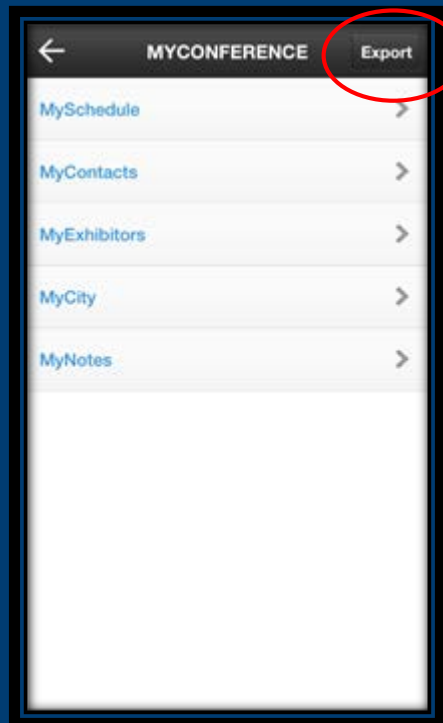 MYCONFERENCE Export
MySchedule
MyContacts
MyExhibitors
MyCity
MyNotes